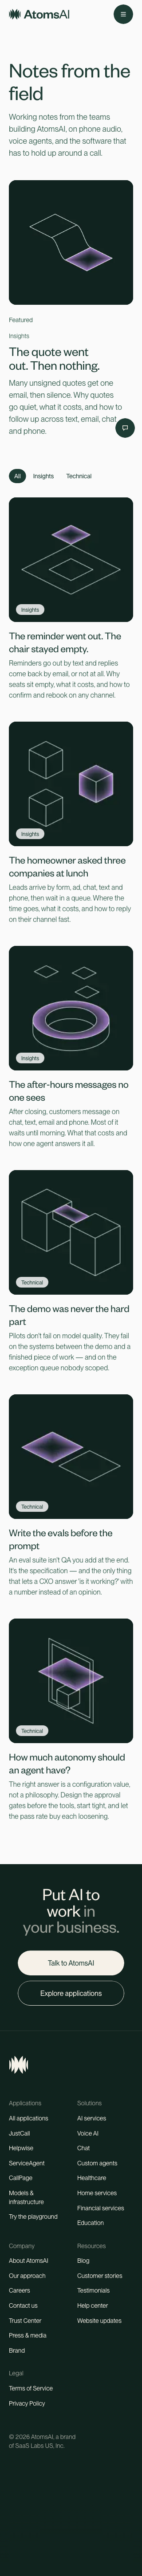 AtomsAI
Notes from the
field
Working notes from the teams
building AtomsAI, on phone audio,
voice agents, and the software that
has to hold up around a call.
Featured
Insights
The quote went
out. Then nothing.
Many unsigned quotes get one
email, then silence. Why quotes
go quiet, what it costs, and how to
follow up across text, email, chat
and phone.
All
Insights
Technical
Insights
The reminder went out. The
chair stayed empty.
Reminders go out by text and replies
come back by email, or not at all. Why
seats sit empty, what it costs, and how to
confirm and rebook on any channel.
Insights
The homeowner asked three
companies at lunch
Leads arrive by form, ad, chat, text and
phone, then wait in a queue. Where the
time goes, what it costs, and how to reply
on their channel fast.
Insights
The after-hours messages no
one sees
After closing, customers message on
chat, text, email and phone. Most of it
waits until morning. What that costs and
how one agent answers it all.
Technical
The demo was never the hard
part
Pilots don't fail on model quality. They fail
on the systems between the demo and a
finished piece of work — and on the
exception queue nobody scoped.
Technical
Write the evals before the
prompt
An eval suite isn't QA you add at the end.
It's the specification — and the only thing
that lets a CXO answer 'is it working?' with
a number instead of an opinion.
Technical
How much autonomy should
an agent have?
The right answer is a configuration value,
not a philosophy. Design the approval
gates before the tools, start tight, and let
the pass rate buy each loosening.
Put AI to
work in
your business.
Talk to AtomsAI
Explore applications
Applications
All applications
JustCall
Helpwise
ServiceAgent
CallPage
Models &
infrastructure
Try the playground
Solutions
AI services
Voice AI
Chat
Custom agents
Healthcare
Home services
Financial services
Education
Company
About AtomsAI
Our approach
Careers
Contact us
Trust Center
Press & media
Brand
Resources
Blog
Customer stories
Testimonials
Help center
Website updates
Legal
Terms of Service
Privacy Policy
© 2026 AtomsAI, a brand
of SaaS Labs US, Inc.